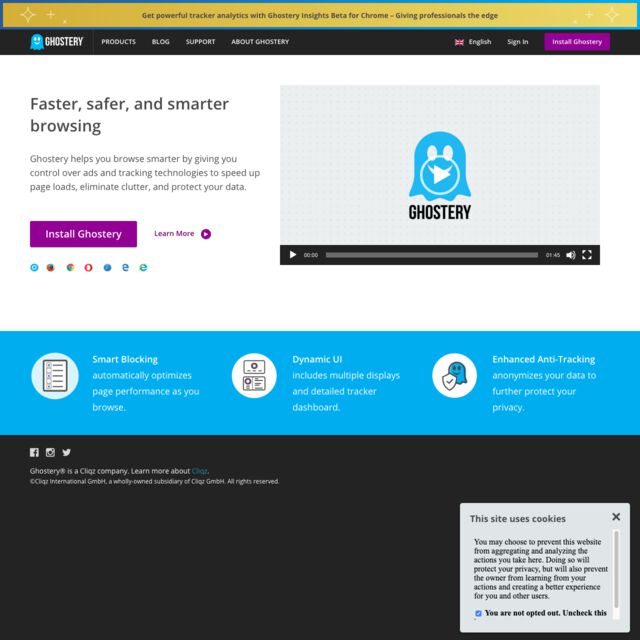 Get powerful tracker analytics with Ghostery Insights Beta for Chrome – Giving professionals the edge
GHOSTERY
PRODUCTS
BLOG
SUPPORT
ABOUT GHOSTERY
English
Sign In
Install Ghostery
Faster, safer, and smarter
browsing
Ghostery helps you browse smarter by giving you
control over ads and tracking technologies to speed up
page loads, eliminate clutter, and protect your data.
Install Ghostery
Learn More
GHOSTERY
00:00
01:45
Smart Blocking
automatically optimizes
page performance as you
browse.
Dynamic UI
includes multiple displays
and detailed tracker
dashboard.
Enhanced Anti-Tracking
anonymizes your data to
further protect your
privacy.
Ghostery® is a Cliqz company. Learn more about Cliqz.
©Cliqz International GmbH, a wholly-owned subsidiary of Cliqz GmbH. All rights reserved.
This site uses cookies
You may choose to prevent this website
from aggregating and analyzing the
actions you take here. Doing so will
protect your privacy, but will also prevent
the owner from learning from your
actions and creating a better experience
for you and other users.
You are not opted out. Uncheck this